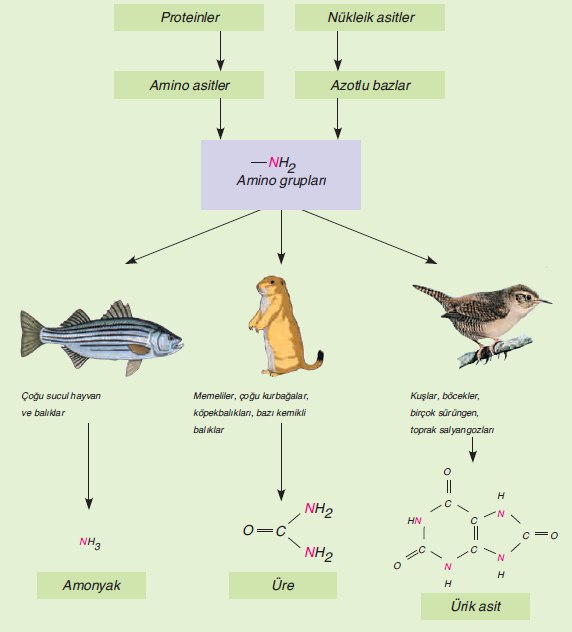 Proteinler
Nükleik asitler
Amino asitler
Azotlu bazlar
—NH2
Amino grupları
Çoğu sucul hayvan
ve balıklar
Memeliler, çoğu kurbağalar,
köpekbalıkları, bazı kemikli
balıklar
Kuşlar, böcekler,
birçok sürüngen,
toprak salyangozları
NH3
Amonyak
NH2
O=C
NH2
Üre
O
C
H
HN
C
N
C=O
O
C
C
N
N
H
H
Ürik asit